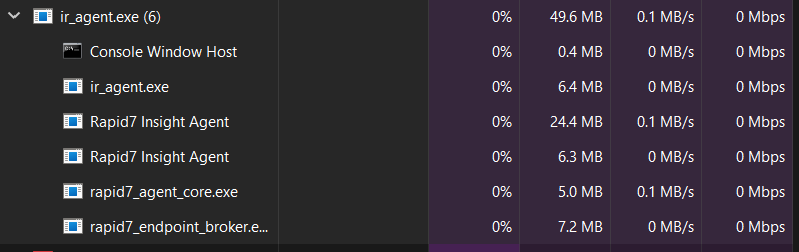 ir_agent.exe (6) 0% 49.6 MB 0.1 MB/s 0 Mbps
Console Window Host 0% 0.4 MB 0 MB/s 0 Mbps
ir_agent.exe 0% 6.4 MB 0 MB/s 0 Mbps
Rapid7 Insight Agent 0% 24.4 MB 0.1 MB/s 0 Mbps
Rapid7 Insight Agent 0% 6.3 MB 0 MB/s 0 Mbps
rapid7_agent_core.exe 0% 5.0 MB 0.1 MB/s 0 Mbps
rapid7_endpoint_broker.e... 0% 7.2 MB 0 MB/s 0 Mbps